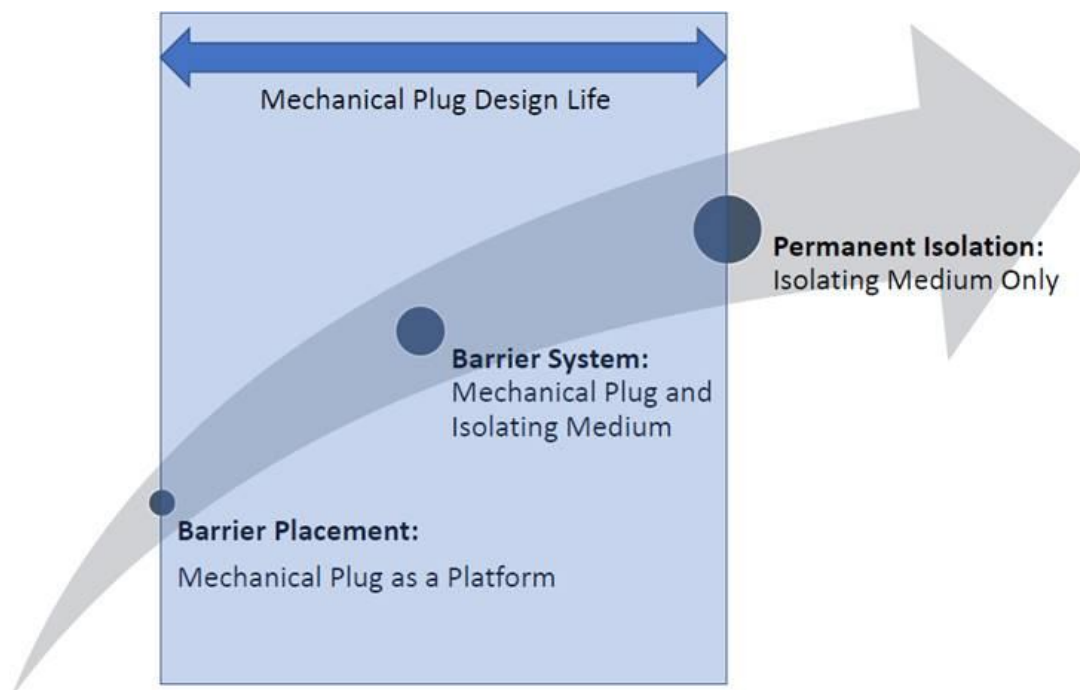 Mechanical Plug Design Life
Permanent Isolation:
Isolating Medium Only
Barrier System:
Mechanical Plug and
Isolating Medium
Barrier Placement:
Mechanical Plug as a Platform